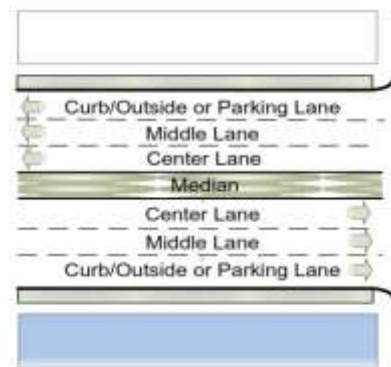 Curb/Outside or Parking Lane
Middle Lane
Center Lane
Median
Center Lane
Middle Lane
Curb/Outside or Parking Lane